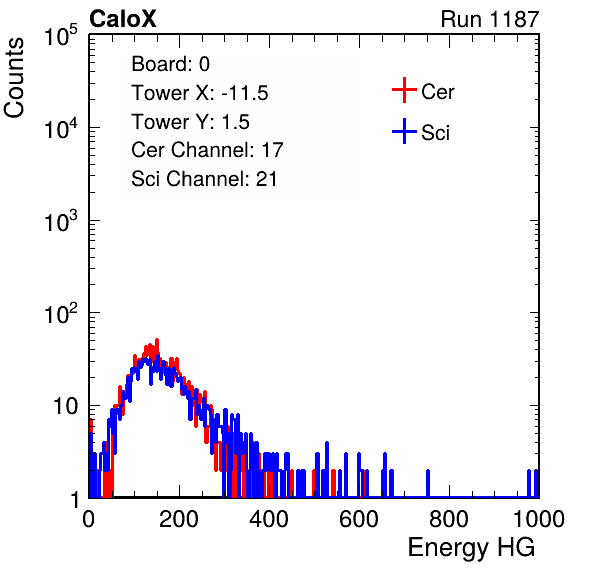 CaloX Run 1187
Counts
Board: 0
Tower X: -11.5
Tower Y: 1.5
Cer Channel: 17
Sci Channel: 21
Cer
Sci
10^5
10^4
10^3
10^2
10
1
0 200 400 600 800 1000
Energy HG